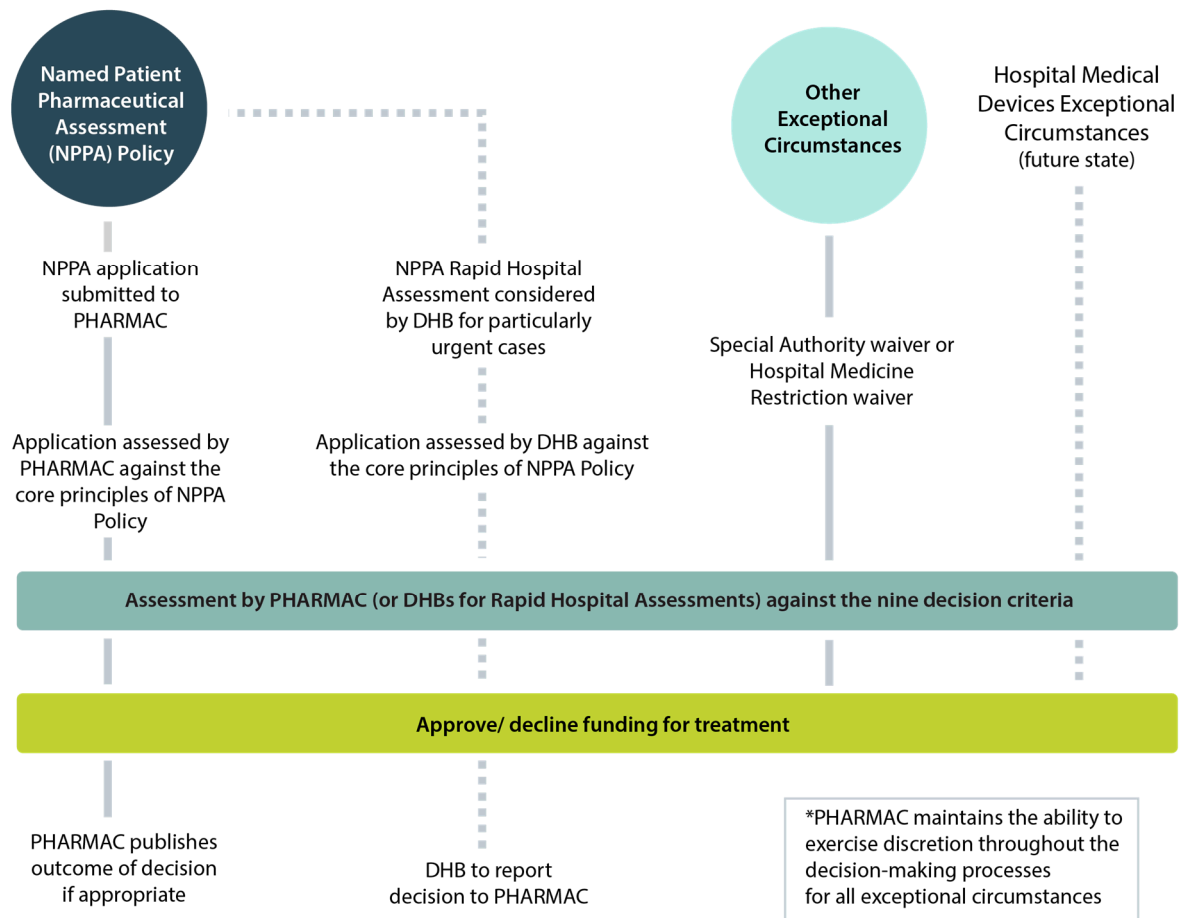 Named Patient
Pharmaceutical
Assessment
(NPPA) Policy
Other
Exceptional
Circumstances
Hospital Medical
Devices Exceptional
Circumstances
(future state)
NPPA application
submitted to
PHARMAC
NPPA Rapid Hospital
Assessment considered
by DHB for particularly
urgent cases
Special Authority waiver or
Hospital Medicine
Restriction waiver
Application assessed by
PHARMAC against the
core principles of NPPA
Policy
Application assessed by DHB against
the core principles of NPPA Policy
Assessment by PHARMAC (or DHBs for Rapid Hospital Assessments) against the nine decision criteria
Approve/ decline funding for treatment
PHARMAC publishes
outcome of decision
if appropriate
DHB to report
decision to PHARMAC
*PHARMAC maintains the ability to
exercise discretion throughout the
decision-making processes
for all exceptional circumstances